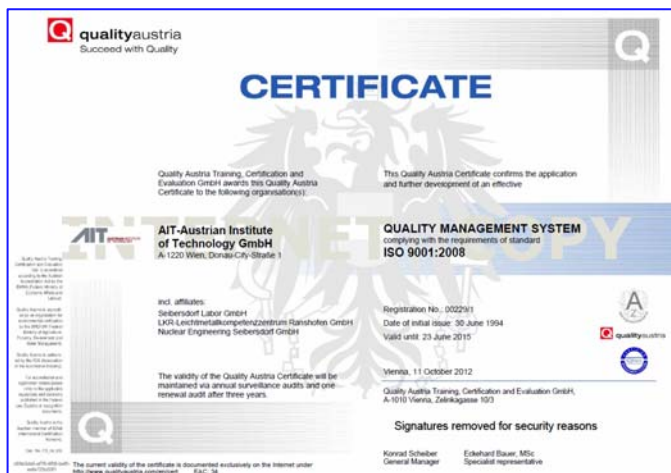 qualityaustria
Succeed with Quality
Q
CERTIFICATE
Quality Austria Training, Certification and
Evaluation GmbH awards this Quality Austria
Certificate to the following organisation(s):
This Quality Austria Certificate confirms the application
and further development of an effective
INTERNET COPY
AIT
AIT-Austrian Institute
of Technology GmbH
A-1220 Wien, Donau-City-Straße 1
QUALITY MANAGEMENT SYSTEM
complying with the requirements of standard
ISO 9001:2008
incl. affiliates:
Seibersdorf Labor GmbH
LKR-Leichtmetallkompetenzzentrum Ranshofen GmbH
Nuclear Engineering Seibersdorf GmbH
Registration No.: 00229/1
Date of initial issue: 30 June 1994
Valid until: 23 June 2015
qualityaustria
The validity of the Quality Austria Certificate will be
maintained via annual surveillance audits and one
renewal audit after three years.
Vienna, 11 October 2012
Quality Austria Training, Certification and Evaluation GmbH,
A-1010 Vienna, Zelinkagasse 10/3
Q
Signatures removed for security reasons
Konrad Scheiber
General Manager
Eckehard Bauer, MSc
Specialist representative
The current validity of the certificate is documented exclusively on the Internet under
EAC: 34